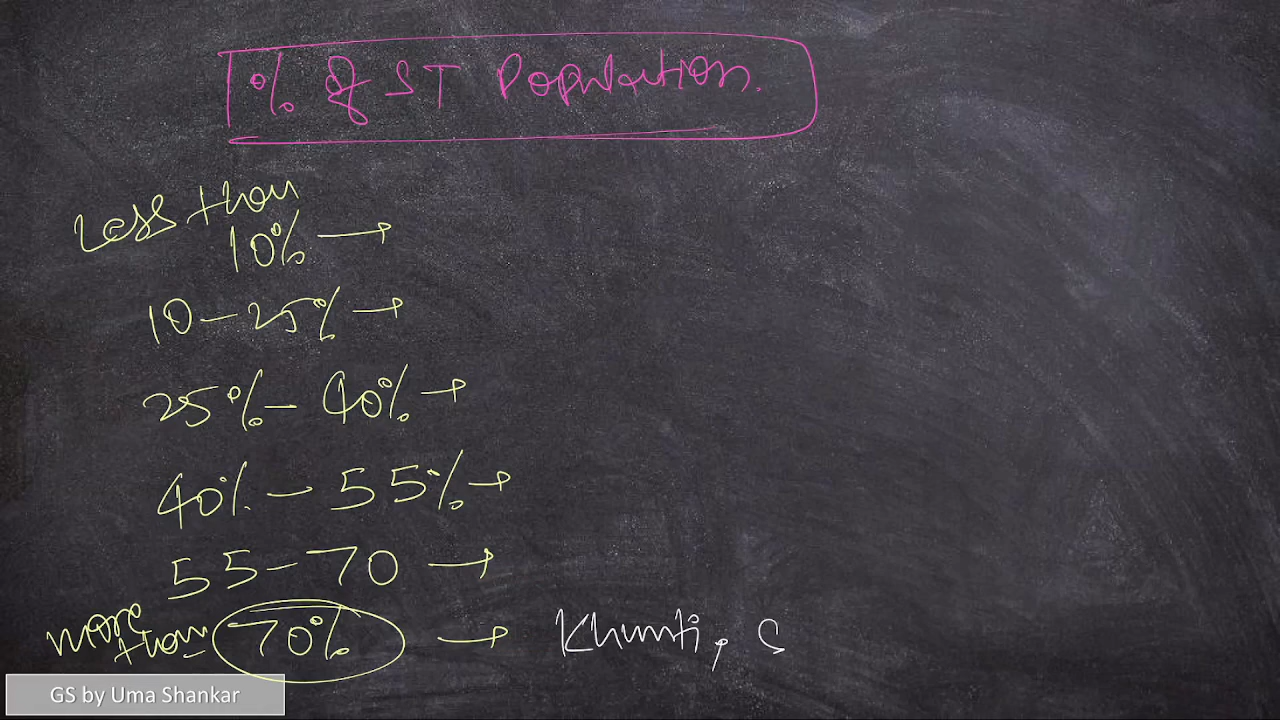 % Of ST Population.
Less than
10% →
10-25% →
25%- 40% →
40% - 55% →
55-70 →
more than 70% → Khunti, S
GS by Uma Shankar